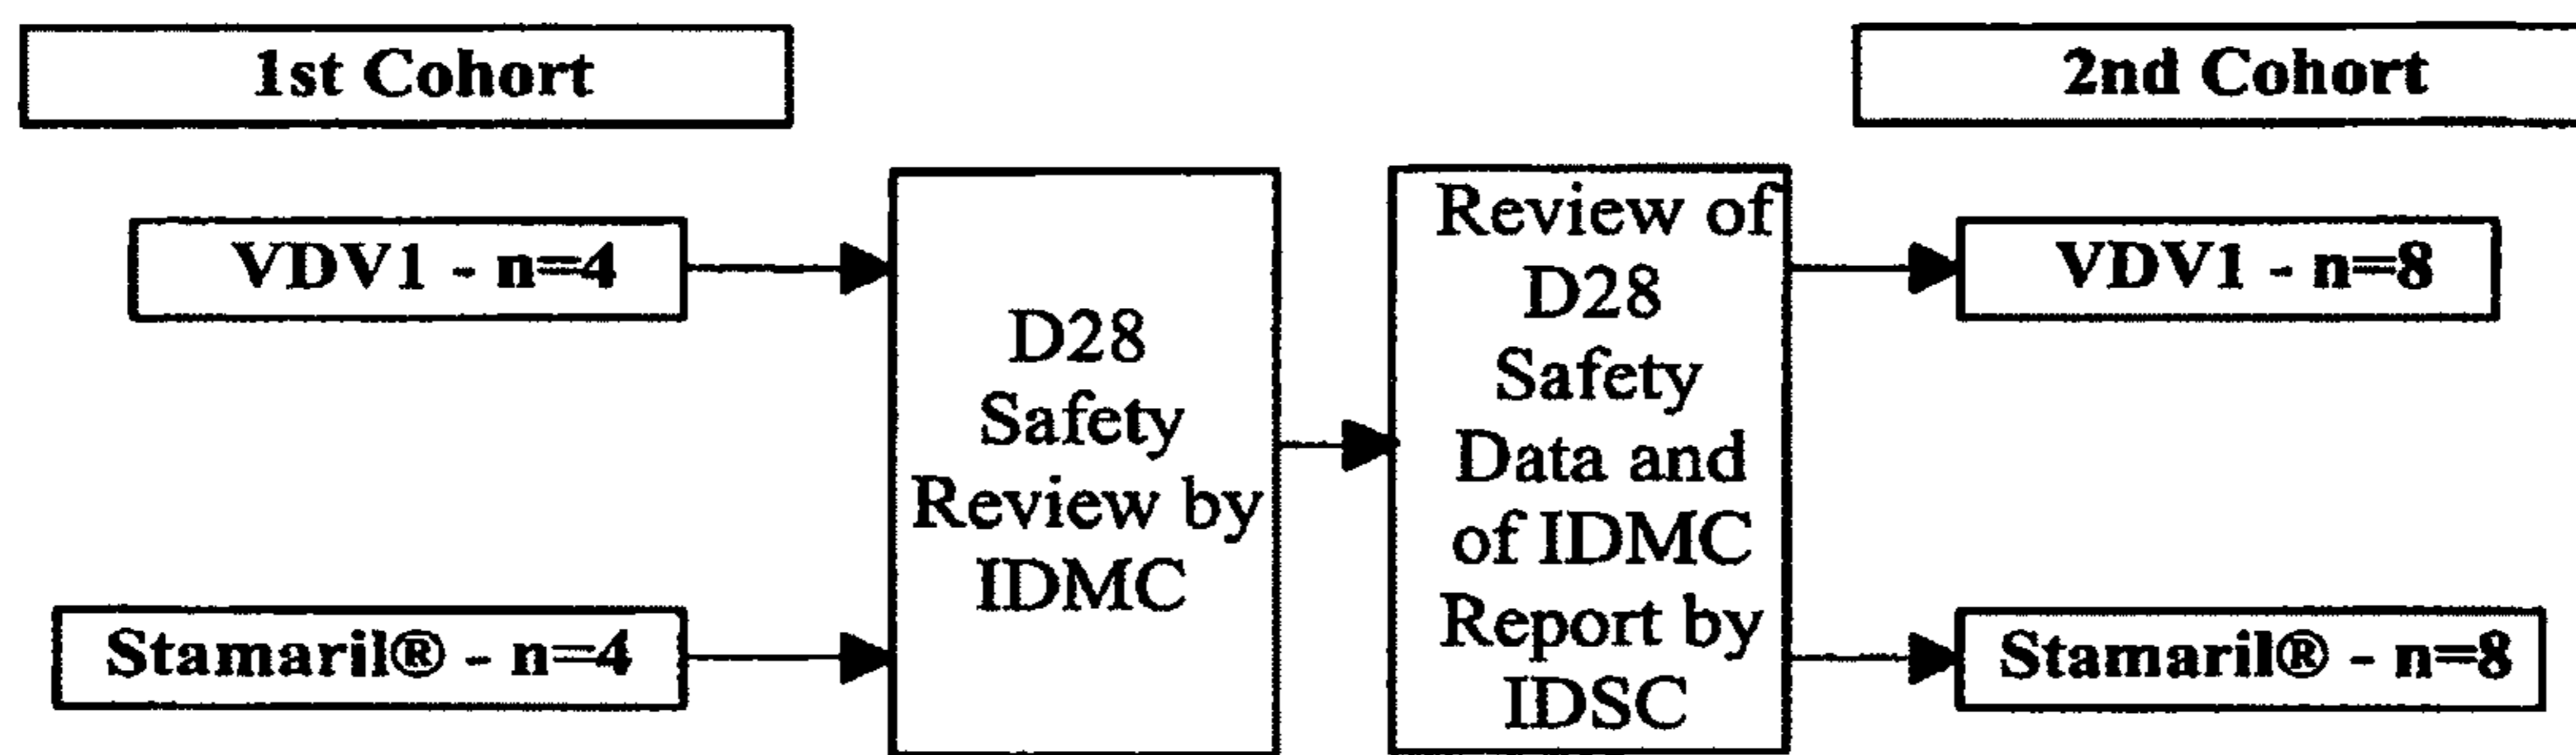 1st Cohort
2nd Cohort
VDV1 - n=4
Stamaril® - n=4
D28
Safety
Review by
IDMC
Review of
D28
Safety
Data and
of IDMC
Report by
IDSC
VDV1 - n=8
Stamaril® - n=8